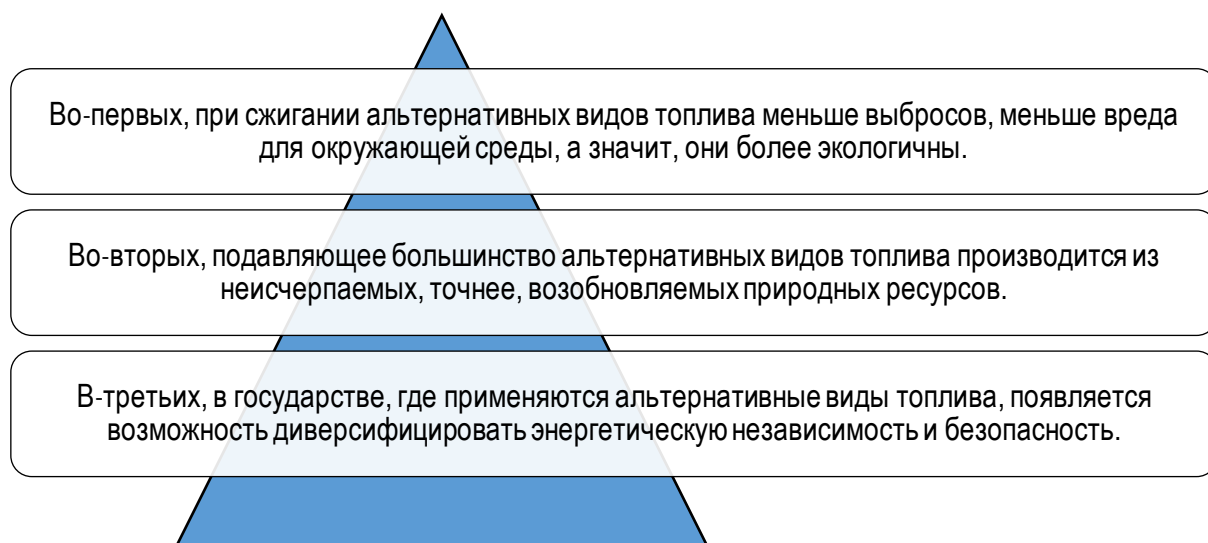 Во-первых, при сжигании альтернативных видов топлива меньше выбросов, меньше вреда
для окружающей среды, а значит, они более экологичны.
Во-вторых, подавляющее большинство альтернативных видов топлива производится из
неисчерпаемых, точнее, возобновляемых природных ресурсов.
В-третьих, в государстве, где применяются альтернативные виды топлива, появляется
возможность диверсифицировать энергетическую независимость и безопасность.